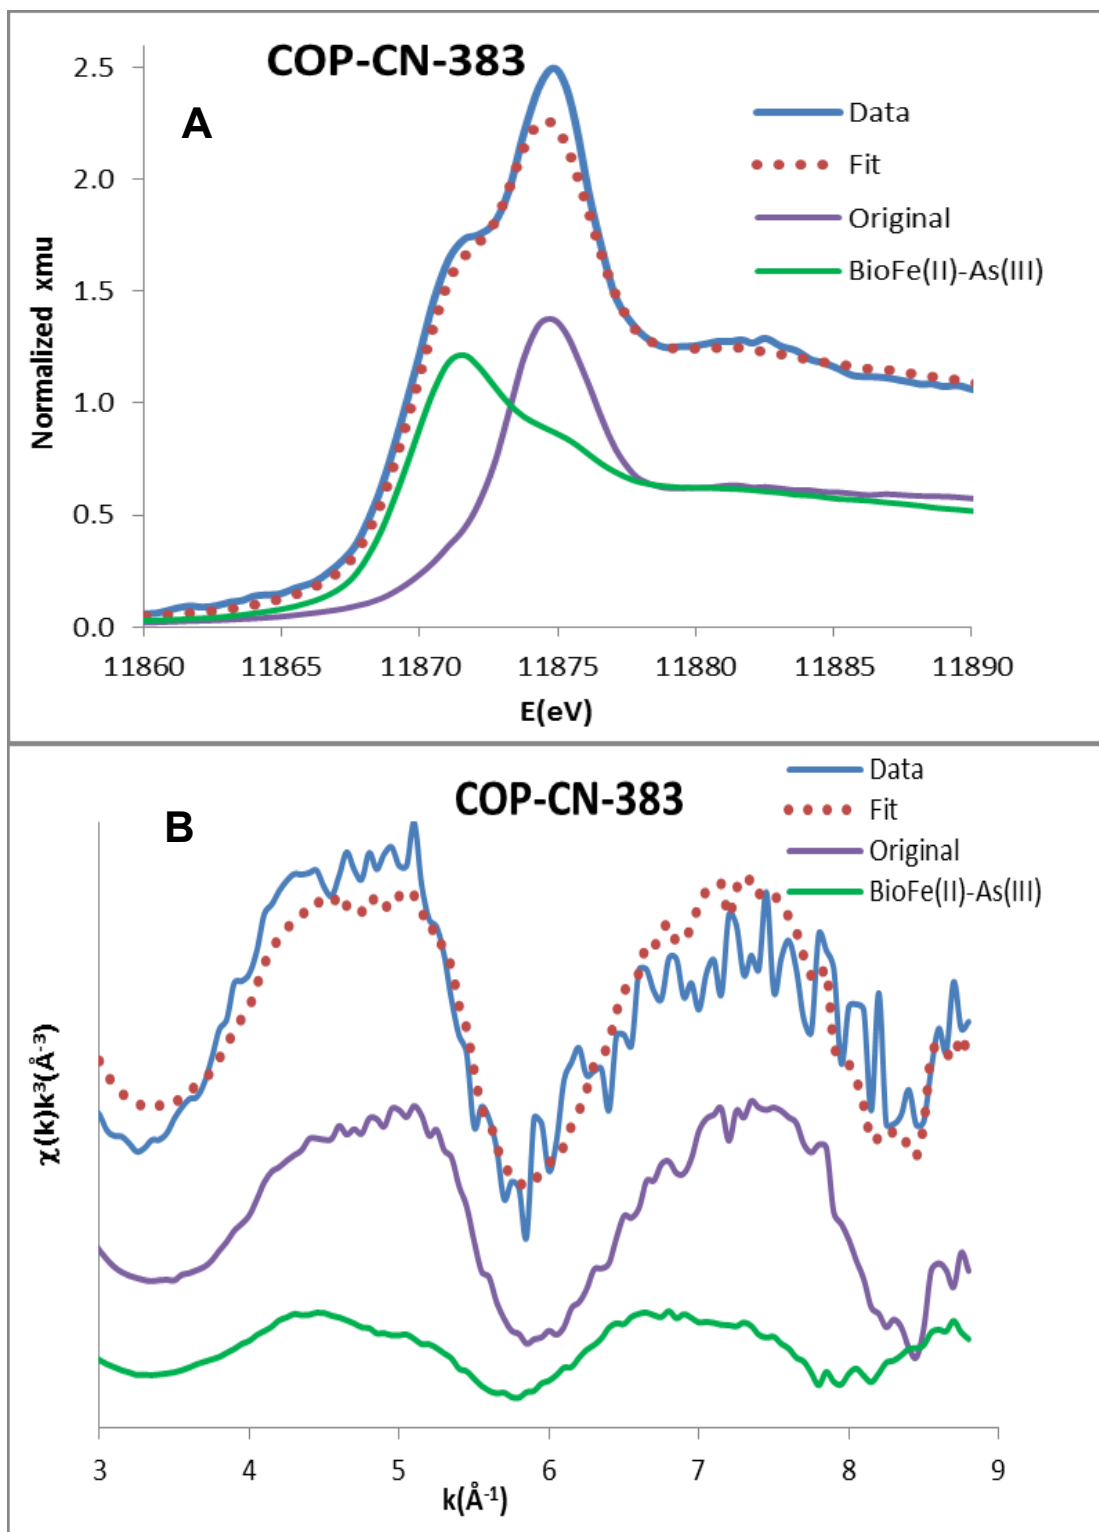 COP-CN-383
A
Data
Fit
Original
BioFe(II)-As(III)
Normalized xmu
2.5
2.0
1.5
1.0
0.5
0.0
11860 11865 11870 11875 11880 11885 11890
E(eV)
COP-CN-383
B
Data
Fit
Original
BioFe(II)-As(III)
χ(k)k³(Å⁻³)
3 4 5 6 7 8 9
k(Å⁻¹)